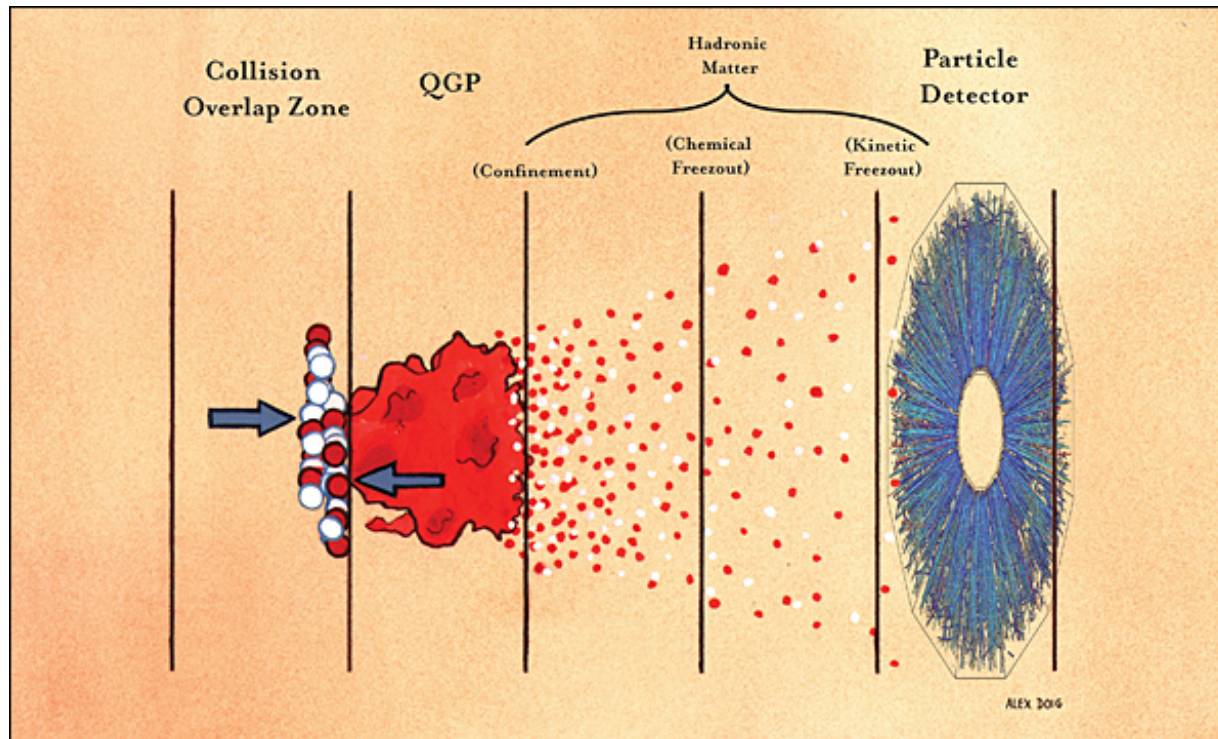 Collision
Overlap Zone
QGP
Hadronic
Matter
Particle
Detector
(Confinement)
(Chemical
Freezout)
(Kinetic
Freezout)
ALEX DOIG